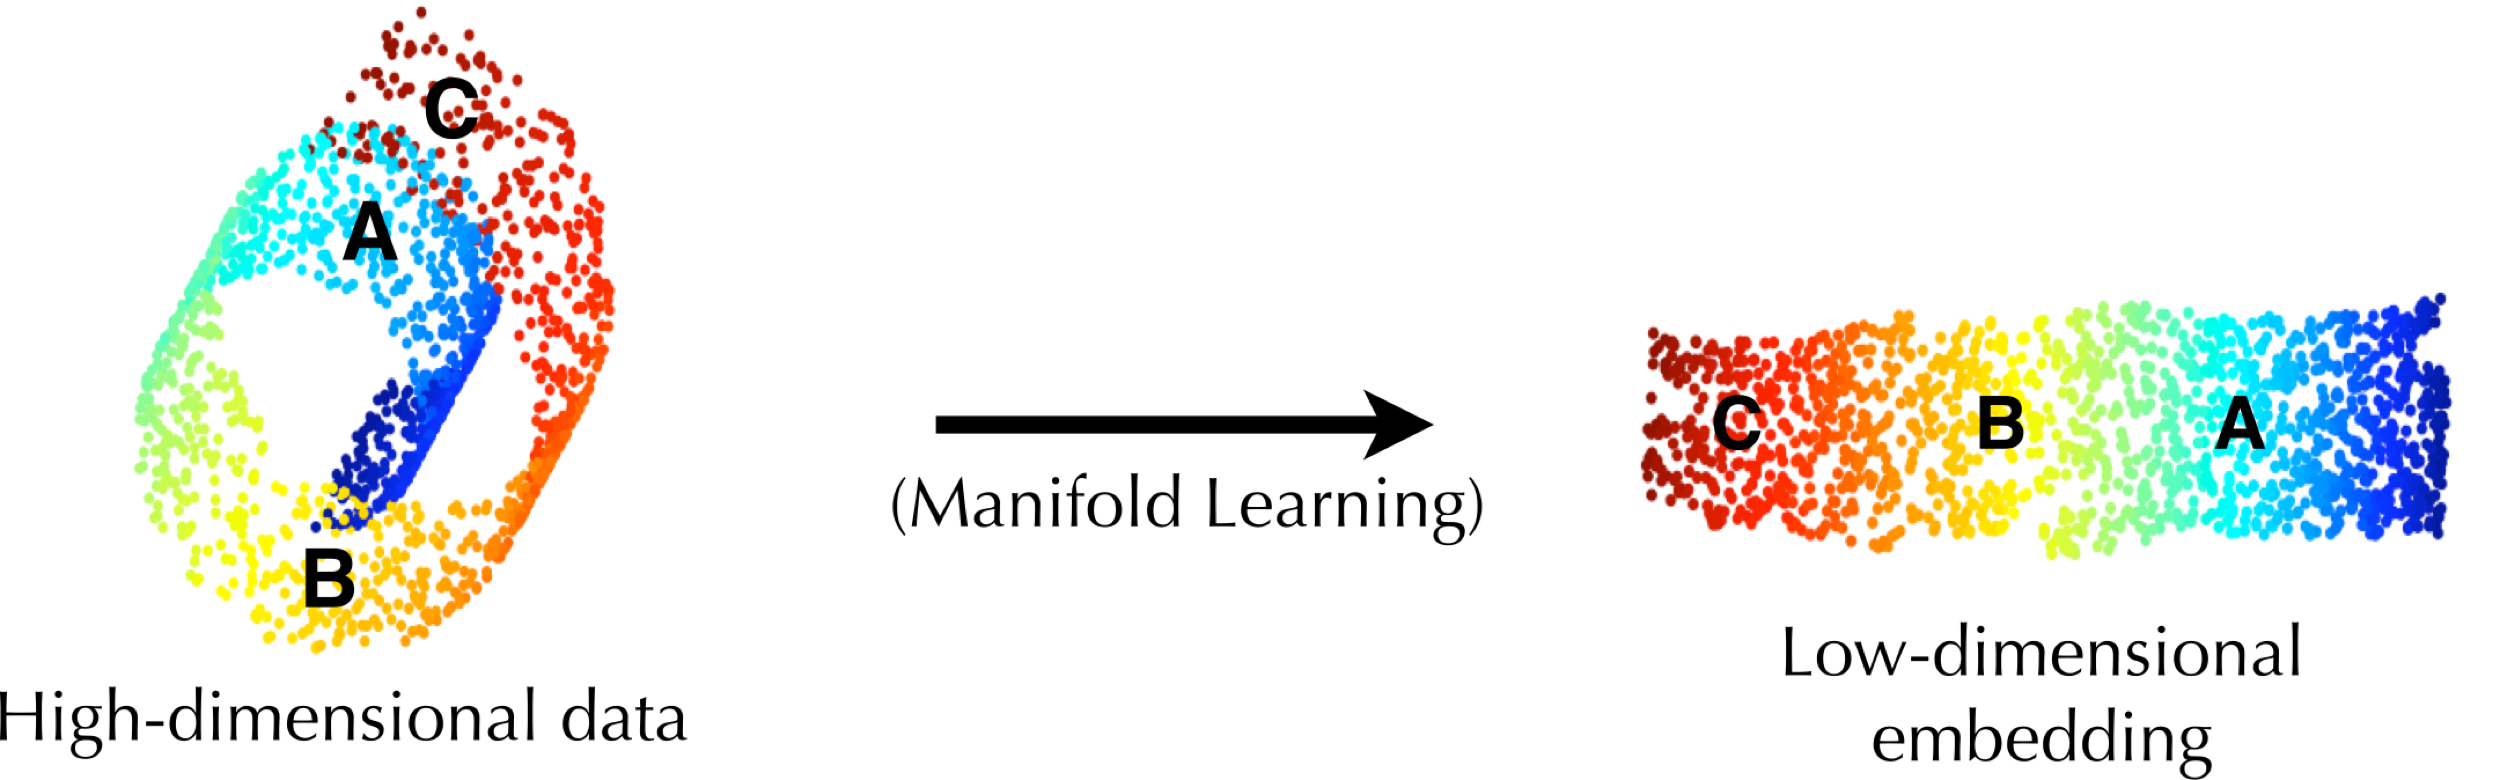 C
A
B
High-dimensional data
(Manifold Learning)
C
B
A
Low-dimensional
embedding